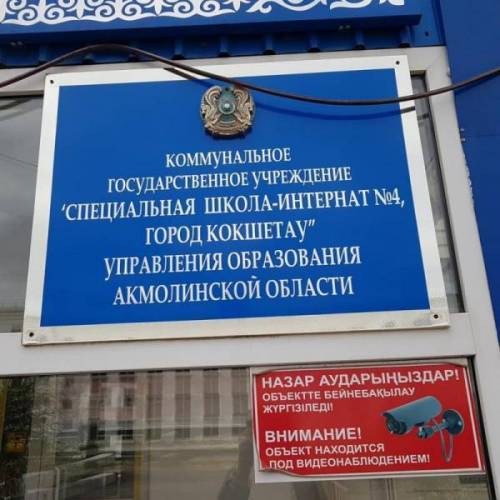 КОММУНАЛЬНОЕ
ГОСУДАРСТВЕННОЕ УЧРЕЖДЕНИЕ
‘СПЕЦИАЛЬНАЯ ШКОЛА-ИНТЕРНАТ №4,
ГОРОД КОКШЕТАУ”
УПРАВЛЕНИЯ ОБРАЗОВАНИЯ
АКМОЛИНСКОЙ ОБЛАСТИ
НАЗАР АУДАРЫҢЫЗДАР!
ОБЪЕКТТЕ БЕЙНЕБАҚЫЛАУ
ЖҮРГІЗІЛЕДІ!
ВНИМАНИЕ!
ОБЪЕКТ НАХОДИТСЯ
ПОД ВИДЕОНАБЛЮДЕНИЕМ!